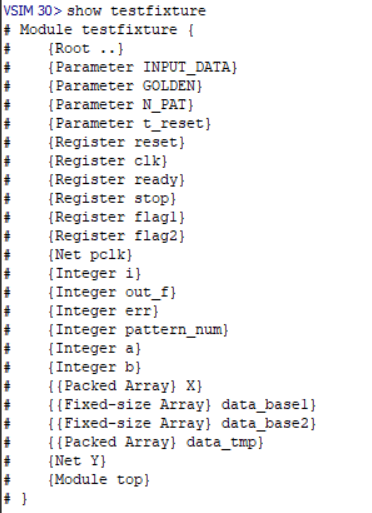 VSIM 30> show testfixture
# Module testfixture {
#    {Root ..}
#    {Parameter INPUT_DATA}
#    {Parameter GOLDEN}
#    {Parameter N_PAT}
#    {Parameter t_reset}
#    {Register reset}
#    {Register clk}
#    {Register ready}
#    {Register stop}
#    {Register flag1}
#    {Register flag2}
#    {Net pclk}
#    {Integer i}
#    {Integer out_f}
#    {Integer err}
#    {Integer pattern_num}
#    {Integer a}
#    {Integer b}
#    {{Packed Array} X}
#    {{Fixed-size Array} data_base1}
#    {{Fixed-size Array} data_base2}
#    {{Packed Array} data_tmp}
#    {Net Y}
#    {Module top}
# }